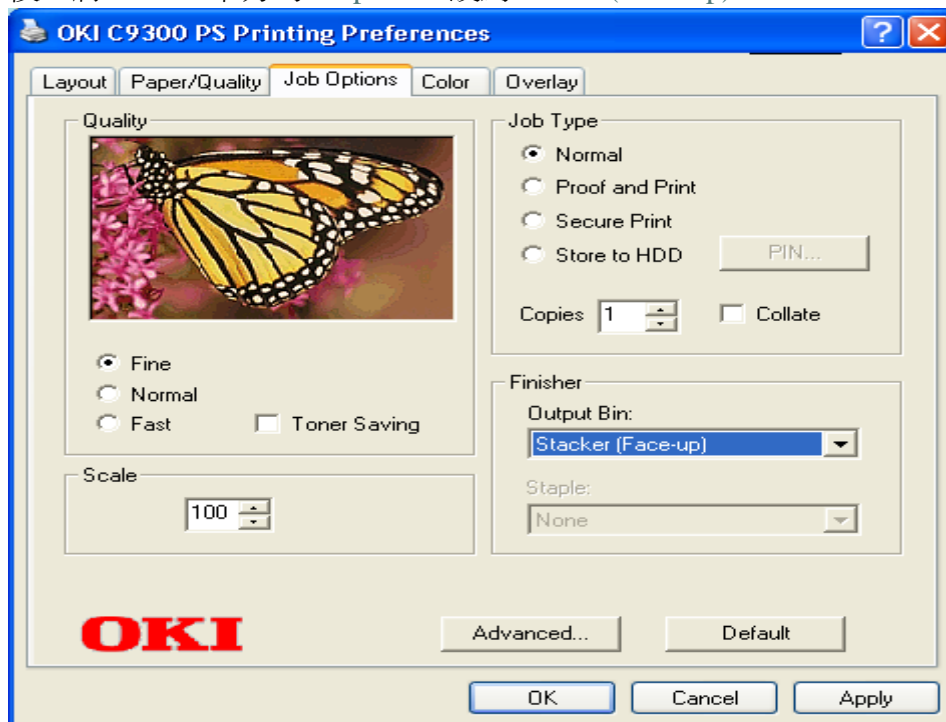 OKI C9300 PS Printing Preferences
Layout
Paper/Quality
Job Options
Color
Overlay
Quality
Fine
Normal
Fast
Toner Saving
Scale
100
Job Type
Normal
Proof and Print
Secure Print
Store to HDD
PIN...
Copies
1
Collate
Finisher
Output Bin:
Stacker (Face-up)
Staple:
None
OKI
Advanced...
Default
OK
Cancel
Apply